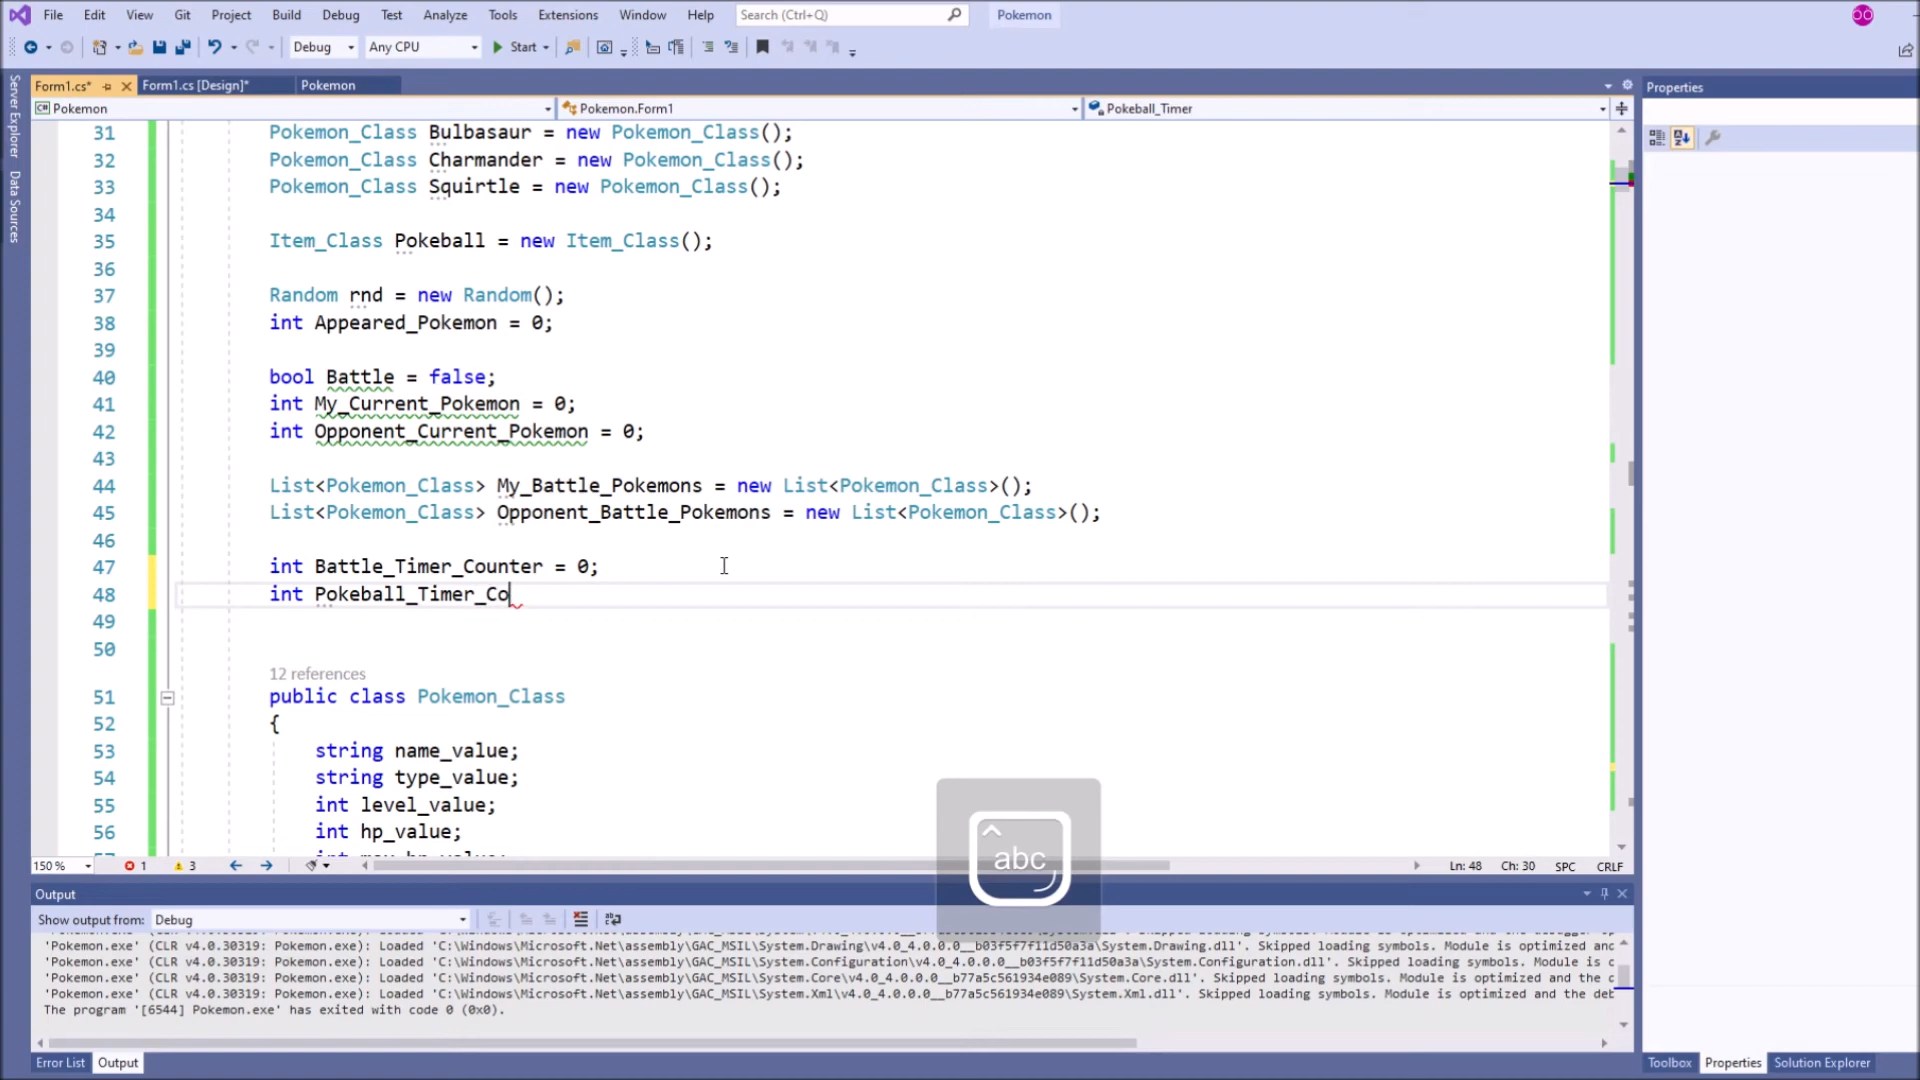 File Edit View Git Project Build Debug Test Analyze Tools Extensions Window Help Search (Ctrl+Q) Pokemon
Debug Any CPU Start
Form1.cs* Form1.cs [Design]* Pokemon Properties
Pokemon Pokemon.Form1 Pokeball_Timer
Server Explorer
Data Sources
31 Pokemon_Class Bulbasaur = new Pokemon_Class();
32 Pokemon_Class Charmander = new Pokemon_Class();
33 Pokemon_Class Squirtle = new Pokemon_Class();
34
35 Item_Class Pokeball = new Item_Class();
36
37 Random rnd = new Random();
38 int Appeared_Pokemon = 0;
39
40 bool Battle = false;
41 int My_Current_Pokemon = 0;
42 int Opponent_Current_Pokemon = 0;
43
44 List<Pokemon_Class> My_Battle_Pokemons = new List<Pokemon_Class>();
45 List<Pokemon_Class> Opponent_Battle_Pokemons = new List<Pokemon_Class>();
46
47 int Battle_Timer_Counter = 0;
48 int Pokeball_Timer_Co
49
50
12 references
51 public class Pokemon_Class
52 {
53 string name_value;
54 string type_value;
55 int level_value;
56 int hp_value;
abc
150 % 1 3 Ln: 48 Ch: 30 SPC CRLF
Output
Show output from: Debug
'Pokemon.exe' (CLR v4.0.30319: Pokemon.exe): Loaded 'C:\Windows\Microsoft.Net\assembly\GAC_MSIL\System.Drawing\v4.0_4.0.0.0__b03f5f7f11d50a3a\System.Drawing.dll'. Skipped loading symbols. Module is optimized anc
'Pokemon.exe' (CLR v4.0.30319: Pokemon.exe): Loaded 'C:\Windows\Microsoft.Net\assembly\GAC_MSIL\System.Configuration\v4.0_4.0.0.0__b03f5f7f11d50a3a\System.Configuration.dll'. Skipped loading symbols. Module is c
'Pokemon.exe' (CLR v4.0.30319: Pokemon.exe): Loaded 'C:\Windows\Microsoft.Net\assembly\GAC_MSIL\System.Core\v4.0_4.0.0.0__b77a5c561934e089\System.Core.dll'. Skipped loading symbols. Module is optimized and the c
'Pokemon.exe' (CLR v4.0.30319: Pokemon.exe): Loaded 'C:\Windows\Microsoft.Net\assembly\GAC_MSIL\System.Xml\v4.0_4.0.0.0__b77a5c561934e089\System.Xml.dll'. Skipped loading symbols. Module is optimized and the deb
The program '[6544] Pokemon.exe' has exited with code 0 (0x0).
Error List Output Toolbox Properties Solution Explorer